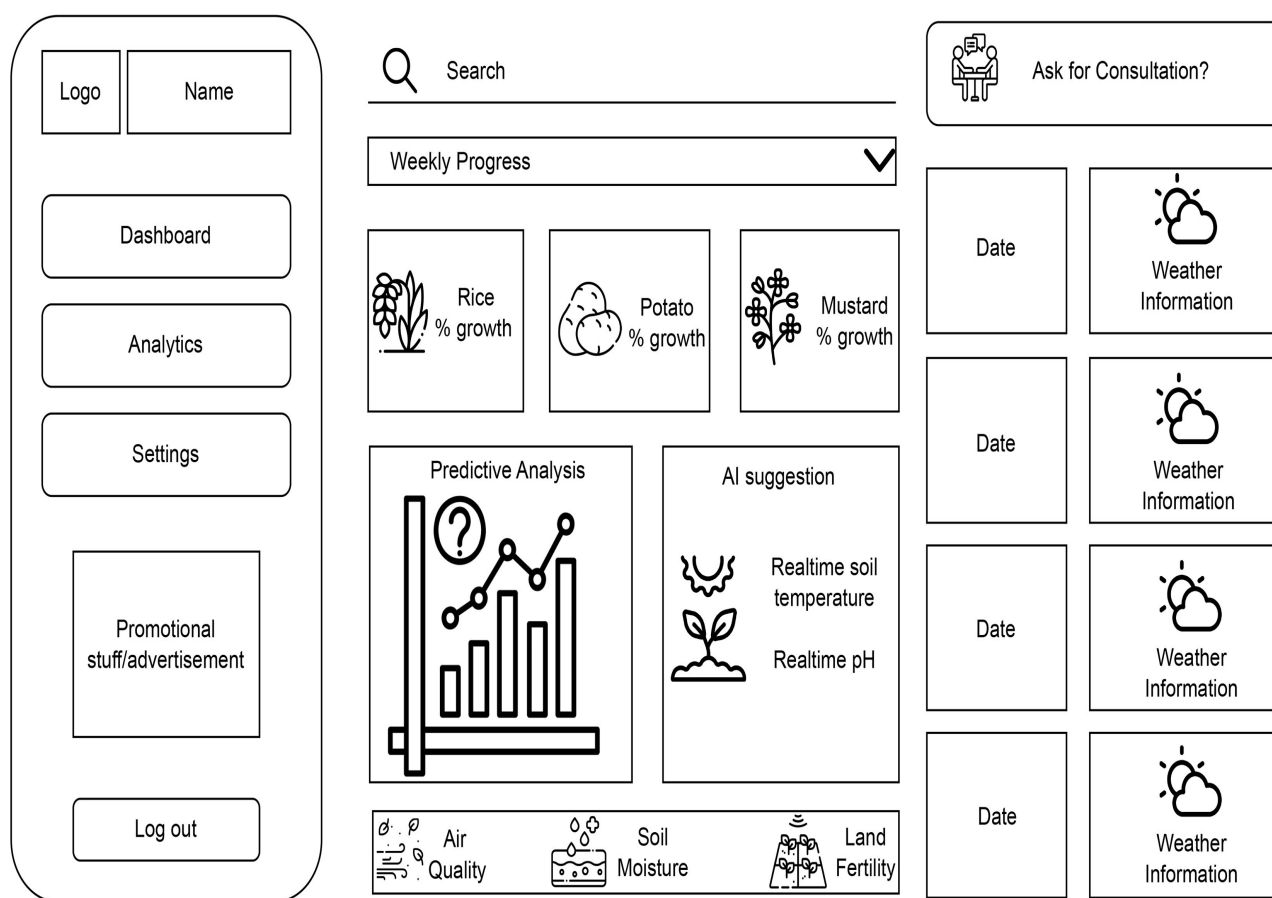 Logo
Name
Dashboard
Analytics
Settings
Promotional
stuff/advertisement
Log out
Search
Weekly Progress
Rice
% growth
Potato
% growth
Mustard
% growth
Predictive Analysis
?
AI suggestion
Realtime soil
temperature
Realtime pH
Air
Quality
Soil
Moisture
Land
Fertility
Ask for Consultation?
Date
Weather
Information
Date
Weather
Information
Date
Weather
Information
Date
Weather
Information